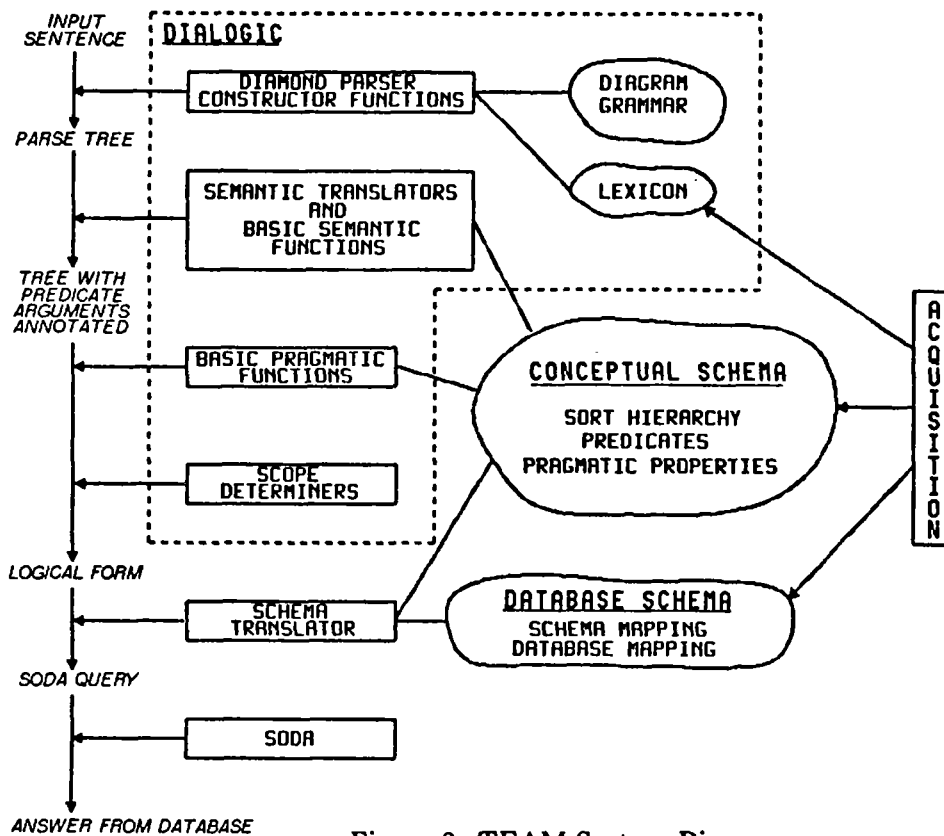 INPUT
SENTENCE
DIALOGIC
DIAMOND PARSER
CONSTRUCTOR FUNCTIONS
DIAGRAM
GRAMMAR
PARSE TREE
LEXICON
SEMANTIC TRANSLATORS
AND
BASIC SEMANTIC
FUNCTIONS
TREE WITH
PREDICATE
ARGUMENTS
ANNOTATED
BASIC PRAGMATIC
FUNCTIONS
CONCEPTUAL SCHEMA
SORT HIERARCHY
PREDICATES
PRAGMATIC PROPERTIES
ACQUISITION
SCOPE
DETERMINERS
LOGICAL FORM
SCHEMA
TRANSLATOR
DATABASE SCHEMA
SCHEMA MAPPING
DATABASE MAPPING
SODA QUERY
SODA
ANSWER FROM DATABASE